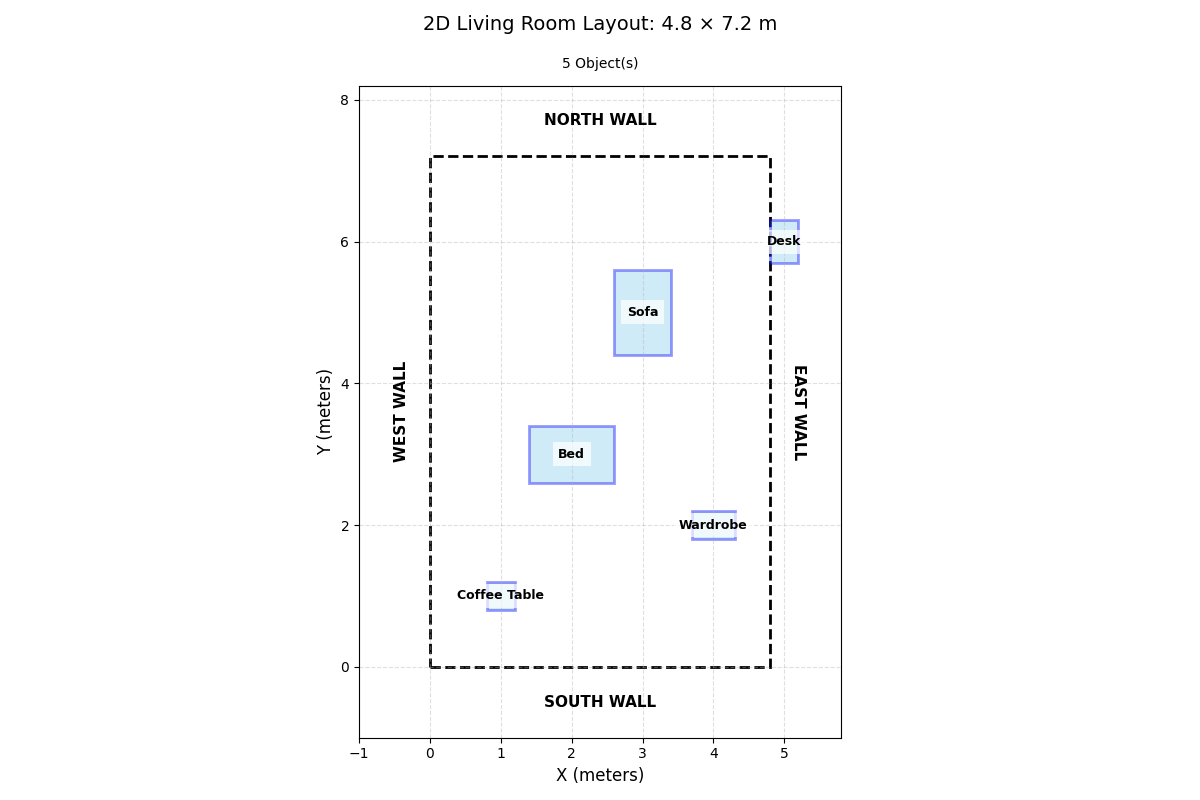 2D Living Room Layout: 4.8 × 7.2 m
5 Object(s)
8
NORTH WALL
6
Desk
Sofa
4
WEST WALL
EAST WALL
Y (meters)
Bed
2
Wardrobe
Coffee Table
0
SOUTH WALL
−1 0 1 2 3 4 5
X (meters)